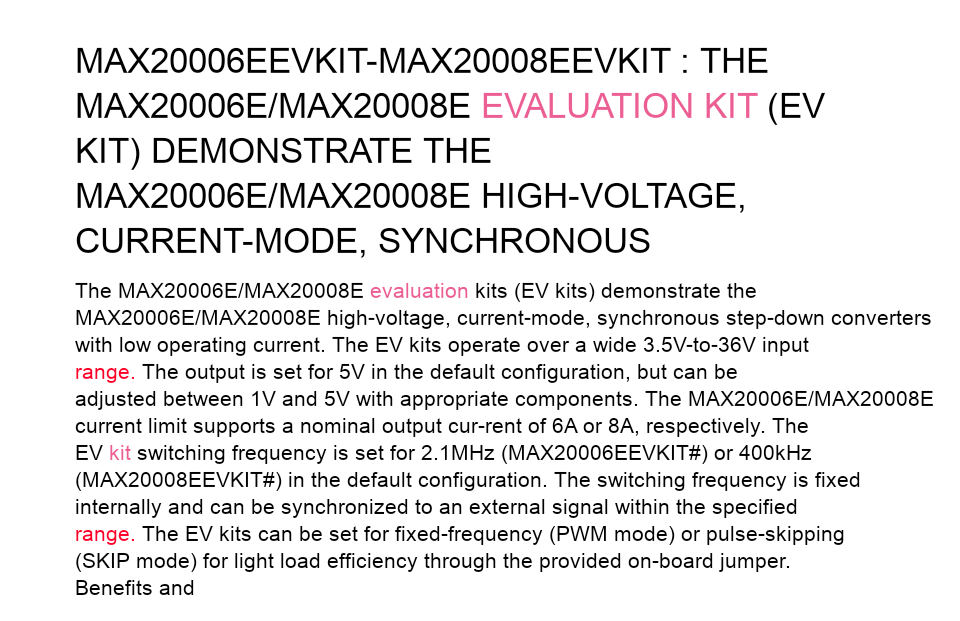 MAX20006EEVKIT-MAX20008EEVKIT : THE
MAX20006E/MAX20008E EVALUATION KIT (EV
KIT) DEMONSTRATE THE
MAX20006E/MAX20008E HIGH-VOLTAGE,
CURRENT-MODE, SYNCHRONOUS
The MAX20006E/MAX20008E evaluation kits (EV kits) demonstrate the
MAX20006E/MAX20008E high-voltage, current-mode, synchronous step-down converters
with low operating current. The EV kits operate over a wide 3.5V-to-36V input
range. The output is set for 5V in the default configuration, but can be
adjusted between 1V and 5V with appropriate components. The MAX20006E/MAX20008E
current limit supports a nominal output cur-rent of 6A or 8A, respectively. The
EV kit switching frequency is set for 2.1MHz (MAX20006EEVKIT#) or 400kHz
(MAX20008EEVKIT#) in the default configuration. The switching frequency is fixed
internally and can be synchronized to an external signal within the specified
range. The EV kits can be set for fixed-frequency (PWM mode) or pulse-skipping
(SKIP mode) for light load efficiency through the provided on-board jumper.
Benefits and